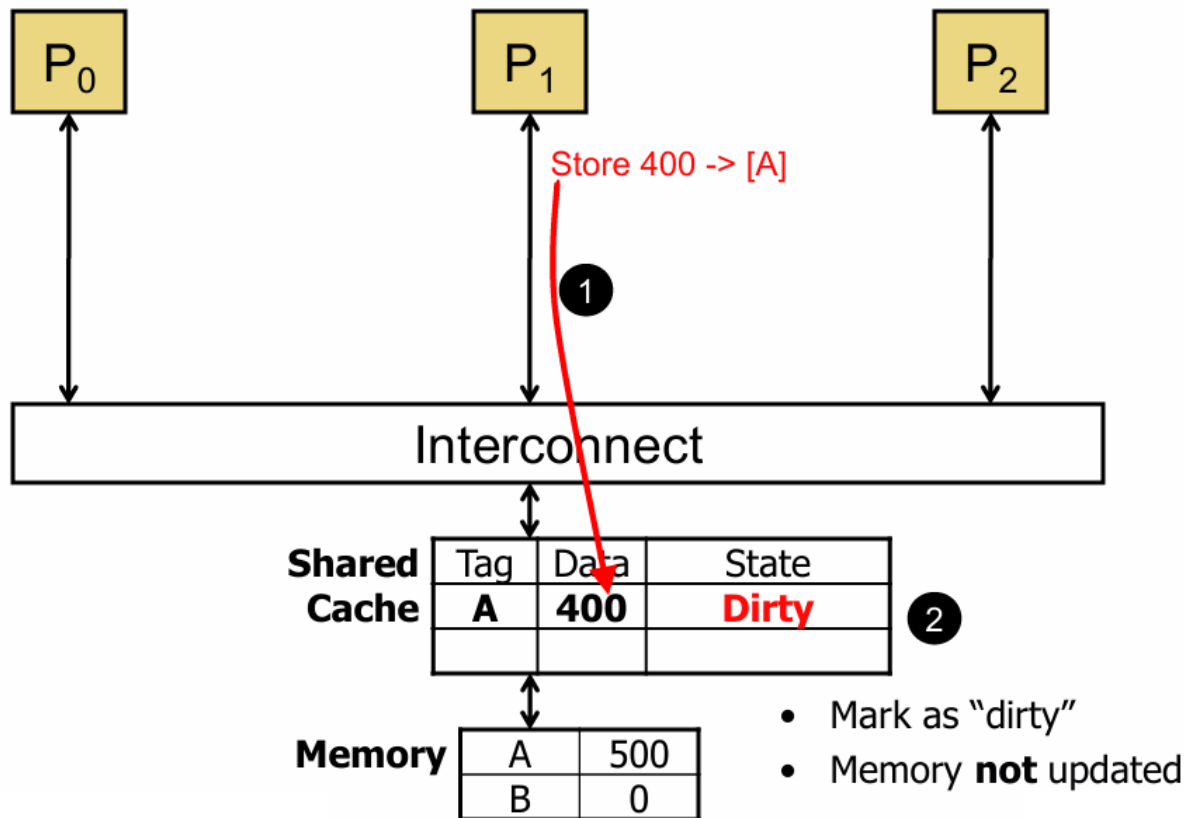 P0
P1
P2
Store 400 -> [A]
1
Interconnect
Shared Cache
Tag Data State
A 400 Dirty
2
Memory
A 500
B 0
• Mark as “dirty”
• Memory not updated